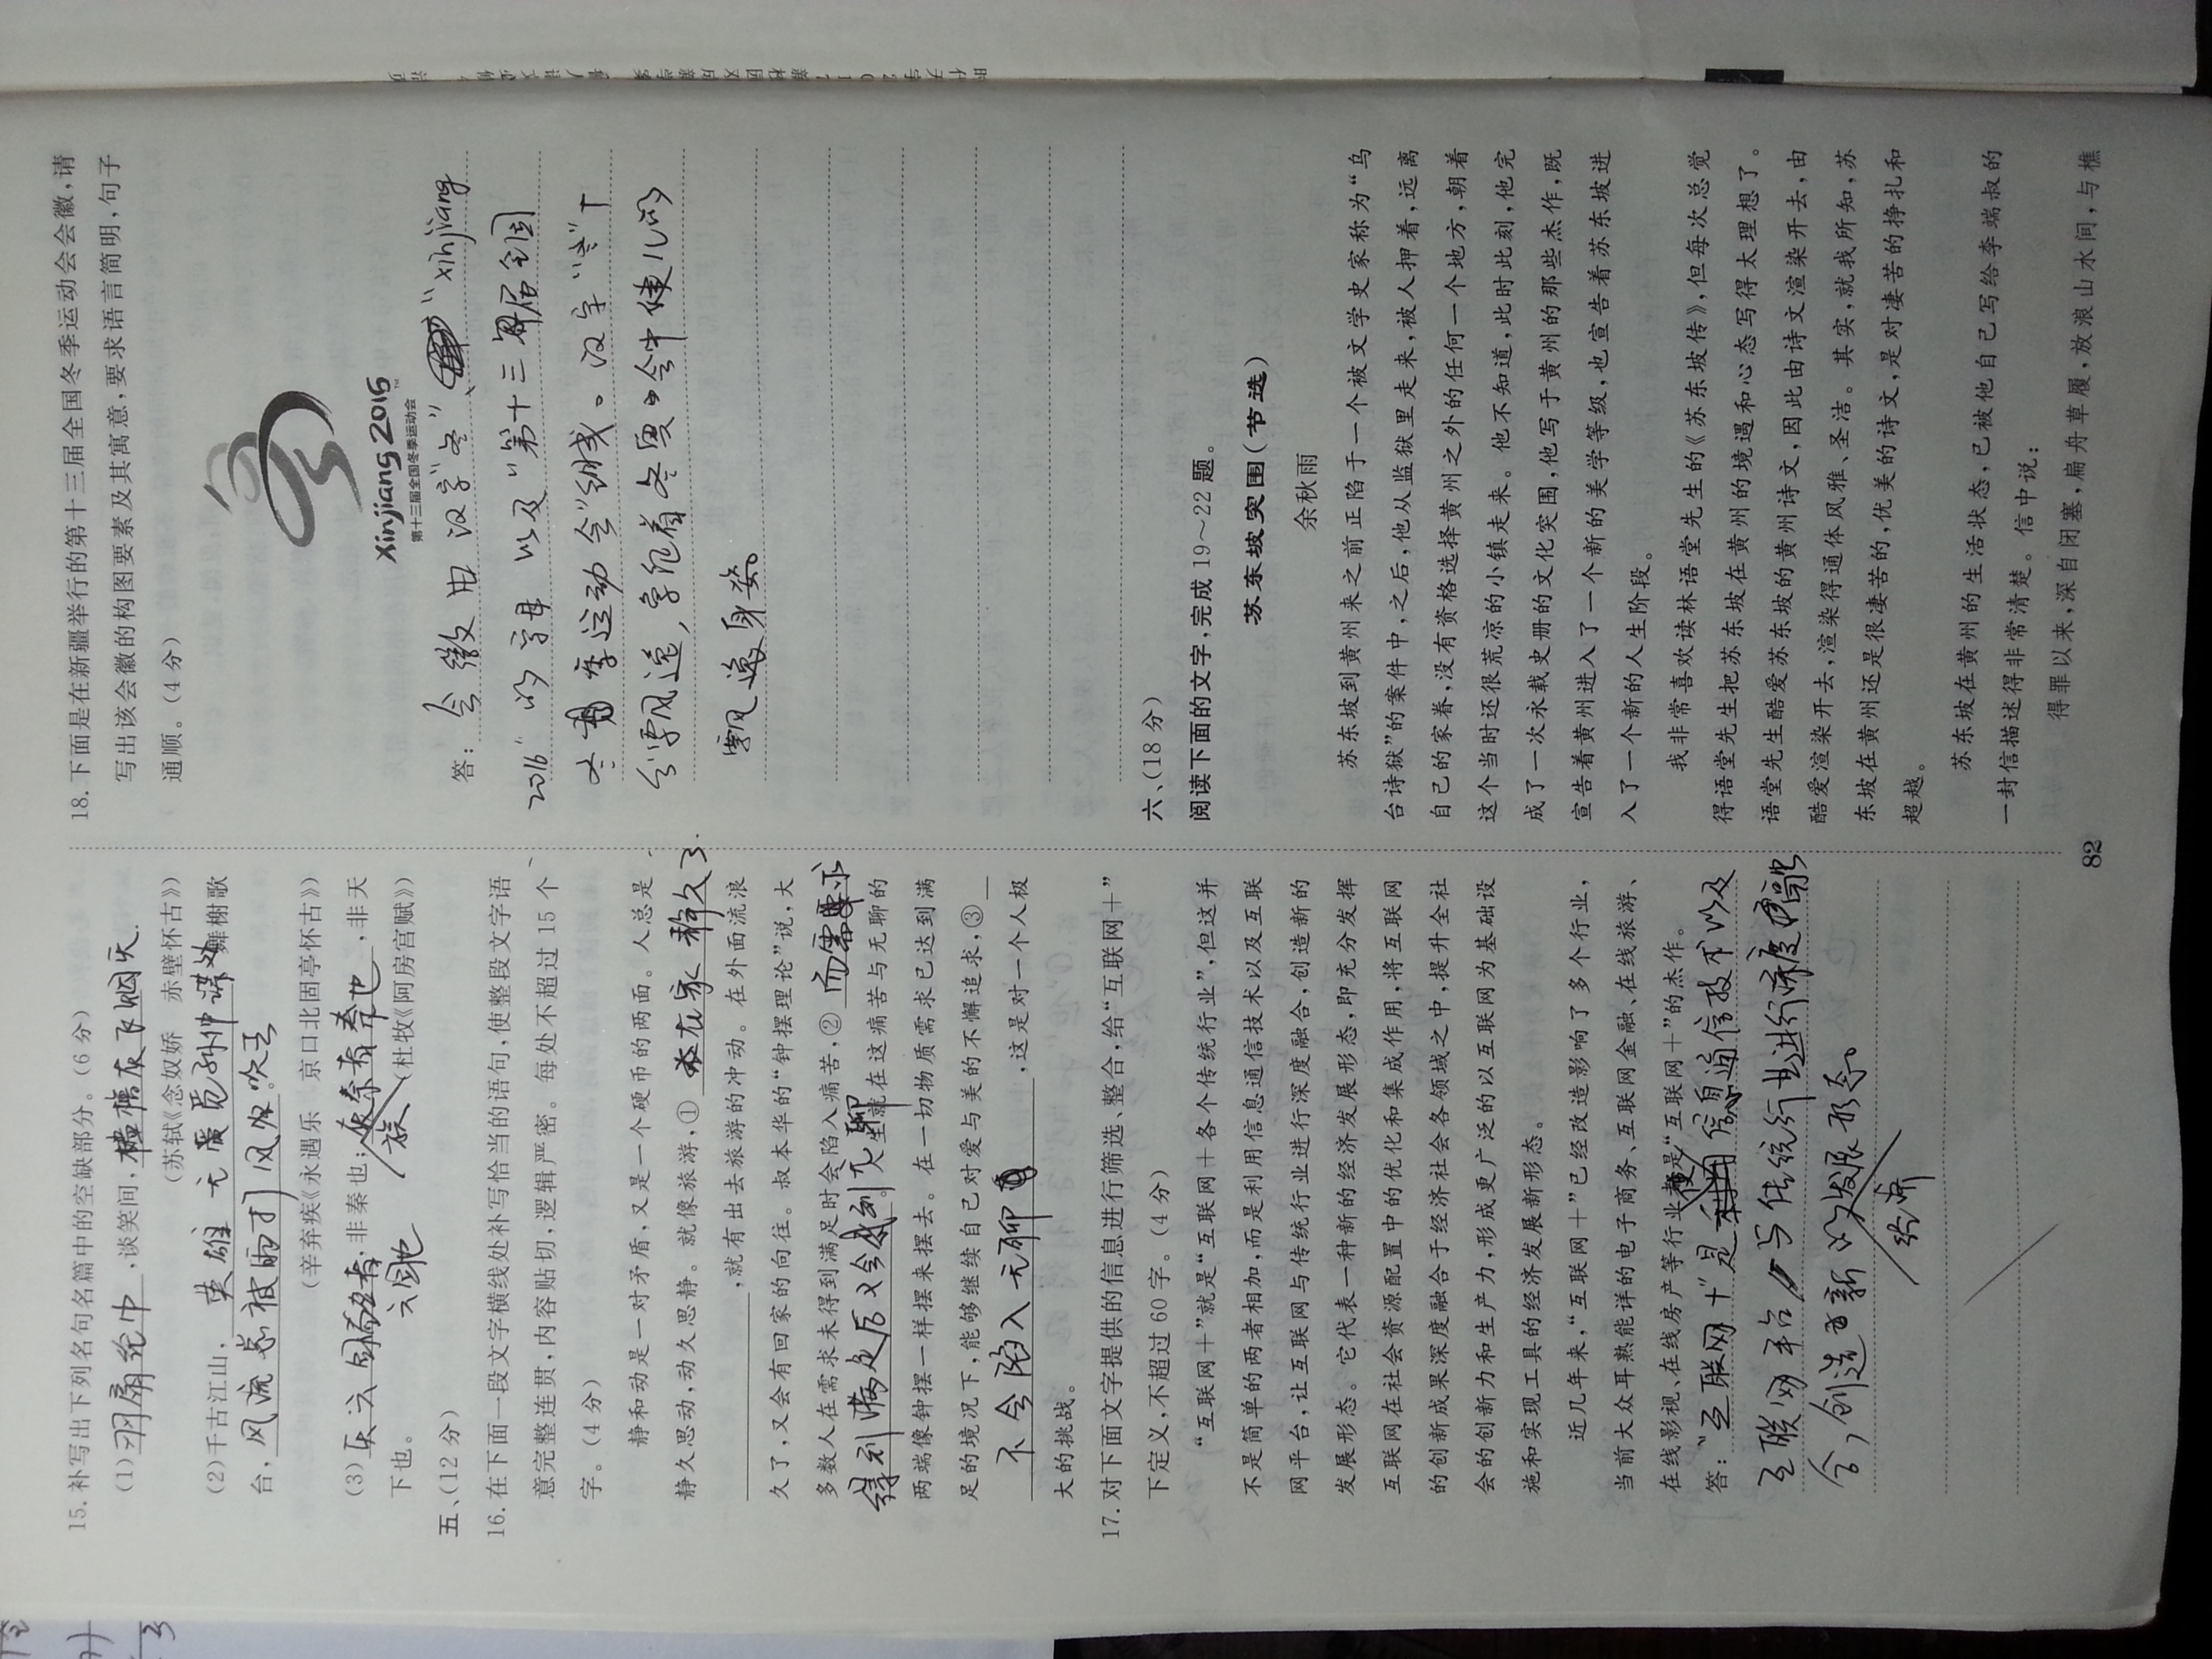 15. 补写出下列名句名篇中的空缺部分。(6 分)
(1) 羽扇纶巾 ,谈笑间, 樯橹灰飞烟灭.
(苏轼《念奴娇 赤壁怀古》)
(2)千古江山, 英雄无觅孙仲谋处 舞榭歌
台, 风流总被雨打风吹去
(辛弃疾《永遇乐 京口北固亭怀古》)
(3) 灭六国者 ,非秦也; 族秦者秦也 ,非天
六国也
下也。 (杜牧《阿房宫赋》)
五、(12 分)
16. 在下面一段文字横线处补写恰当的语句,使整段文字语
意完整连贯,内容贴切,逻辑严密。每处不超过 15 个
字。(4 分)
静和动是一对矛盾,又是一个硬币的两面。人总是
静久思动,动久思静。就像旅游,① 在家静久了.
,就有出去旅游的冲动。在外面流浪
久了,又会有回家的向往。叔本华的“钟摆理论”说,大
多数人在需求未得到满足时会陷入痛苦,② 而需求
得到满足后又会感到无聊 。人生就在这痛苦与无聊的
两端像钟摆一样摆来摆去。在一切物质需求已达到满
足的境况下,能够继续自己对爱与美的不懈追求,③
不会陷入无聊 ,这是对一个人极
大的挑战。
17. 对下面文字提供的信息进行筛选、整合,给“互联网+”
下定义,不超过 60 字。(4 分)
“互联网+”就是“互联网+各个传统行业”,但这并
不是简单的两者相加,而是利用信息通信技术以及互联
网平台,让互联网与传统行业进行深度融合,创造新的
发展形态。它代表一种新的经济发展形态,即充分发挥
互联网在社会资源配置中的优化和集成作用,将互联网
的创新成果深度融合于经济社会各领域之中,提升全社
会的创新力和生产力,形成更广泛的以互联网为基础设
施和实现工具的经济发展新形态。
近几年来,“互联网+”已经改造影响了多个行业,
当前大众耳熟能详的电子商务、互联网金融、在线旅游、
在线影视、在线房产等行业都是“互联网+”的杰作。
答: “互联网+”是使信息通信技术以及
互联网平台与传统行业进行深度融
合,创造新的经济发展形态。
82
18. 下面是在新疆举行的第十三届全国冬季运动会会徽,请
写出该会徽的构图要素及其寓意,要求语言简明,句子
通顺。(4 分)
Xinjiang 2016
™
第十三届全国冬季运动会
答: 会徽由汉字“冬”、“xinjiang
2016”的字母以及“第十三届全国
冬季运动会”组成。汉字“冬”十
分飘逸,象征着冬奥会中健儿的
飘逸身姿。
六、(18 分)
阅读下面的文字,完成 19～22 题。
苏东坡突围(节选)
余秋雨
苏东坡到黄州来之前正陷于一个被文学史家称为“乌
台诗狱”的案件中,之后,他从监狱里走来,被人押着,远离
自己的家眷,没有资格选择黄州之外的任何一个地方,朝着
这个当时还很荒凉的小镇走来。他不知道,此时此刻,他完
成了一次永载史册的文化突围,他写于黄州的那些杰作,既
宣告着黄州进入了一个新的美学等级,也宣告着苏东坡进
入了一个新的人生阶段。
我非常喜欢读林语堂先生的《苏东坡传》,但每次总觉
得语堂先生把苏东坡在黄州的境遇和心态写得太理想了。
语堂先生酷爱苏东坡的黄州诗文,因此由诗文渲染开去,由
酷爱渲染开去,渲染得通体风雅、圣洁。其实,就我所知,苏
东坡在黄州还是很凄苦的,优美的诗文,是对凄苦的挣扎和
超越。
苏东坡在黄州的生活状态,已被他自己写给李端叔的
一封信描述得非常清楚。信中说:
得罪以来,深自闭塞,扁舟草履,放浪山水间,与樵